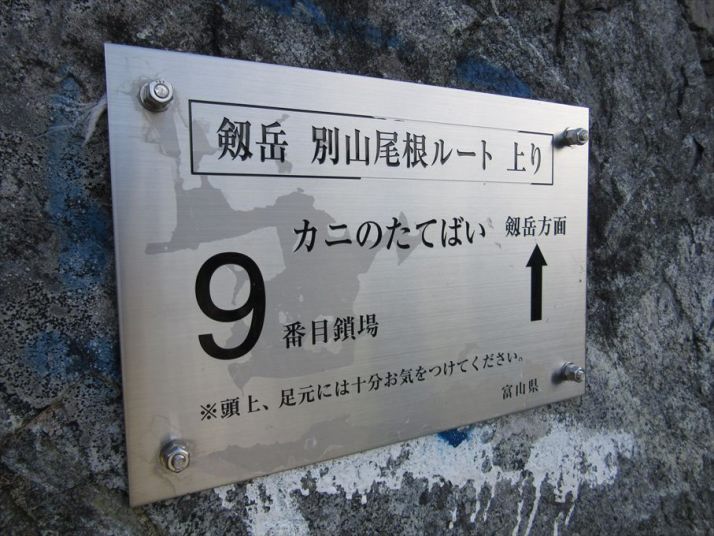 剱岳 別山尾根ルート 上り
カニのたてばい
剱岳方面
9番目鎖場
※頭上、足元には十分お気をつけてください。
富山県